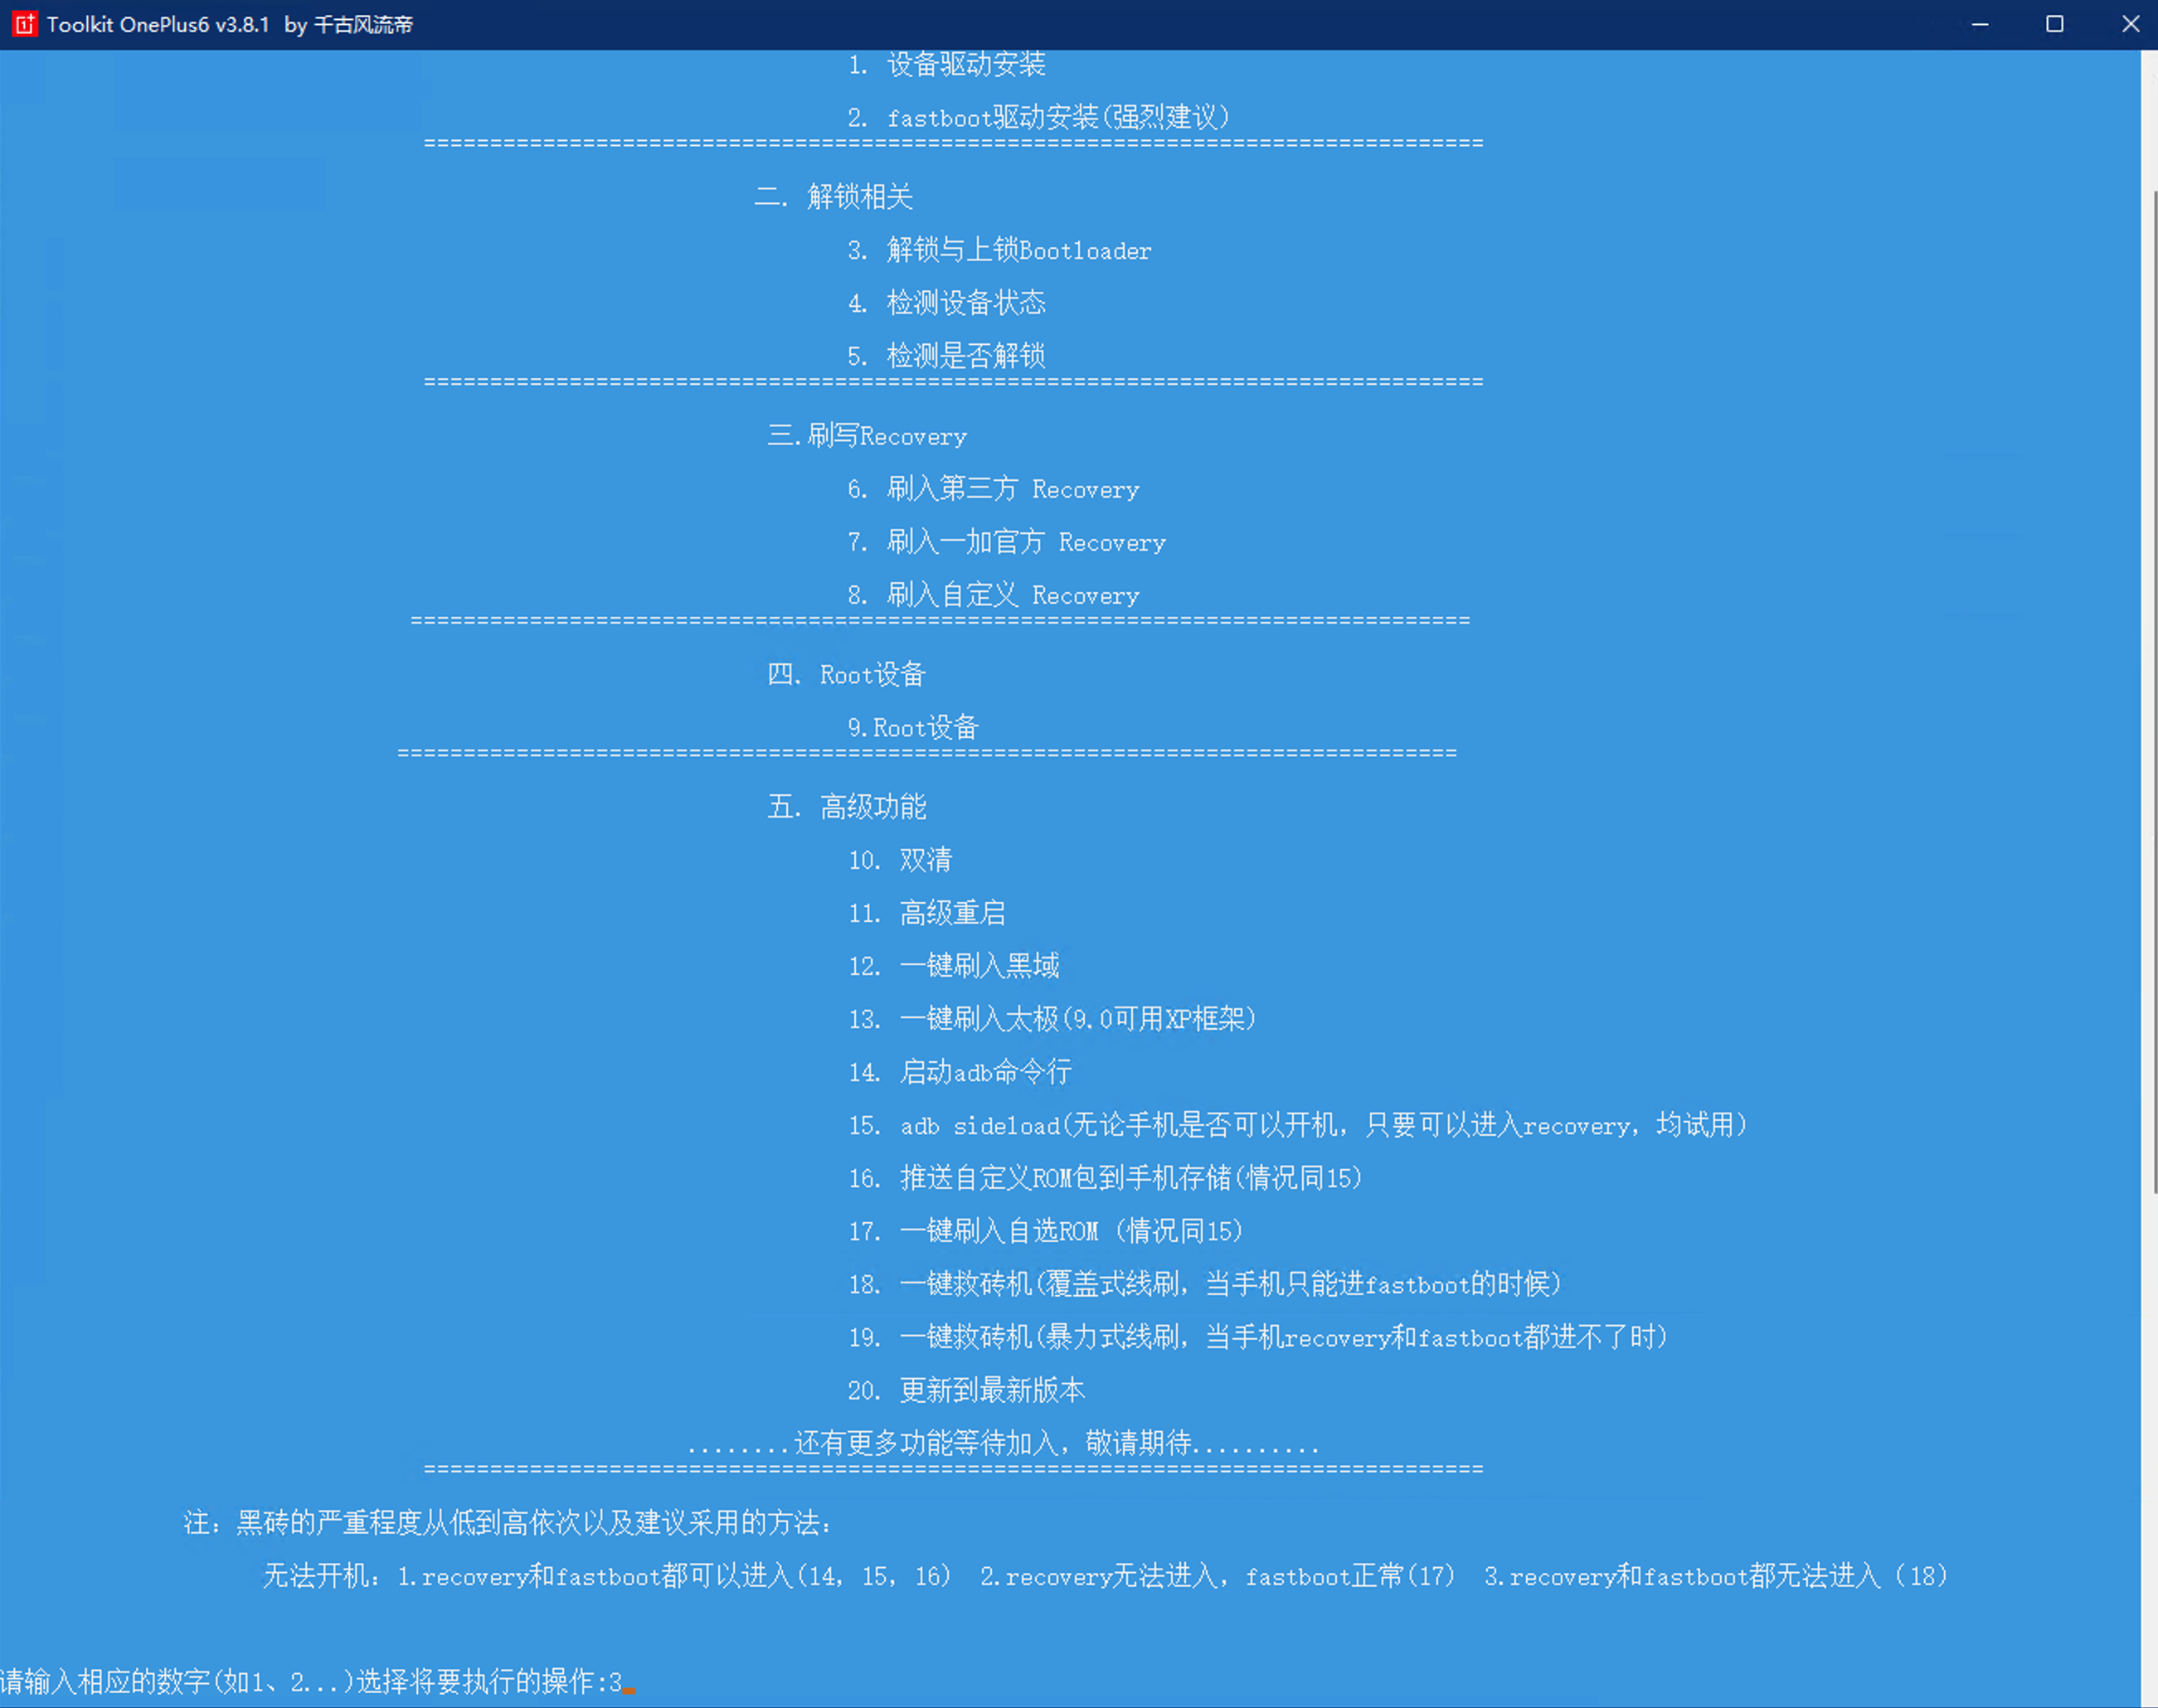 Toolkit OnePlus6 v3.8.1 by 千古风流帝
1. 设备驱动安装
2. fastboot驱动安装(强烈建议)
================================================================================
二. 解锁相关
3. 解锁与上锁Bootloader
4. 检测设备状态
5. 检测是否解锁
================================================================================
三.刷写Recovery
6. 刷入第三方 Recovery
7. 刷入一加官方 Recovery
8. 刷入自定义 Recovery
================================================================================
四. Root设备
9.Root设备
================================================================================
五. 高级功能
10. 双清
11. 高级重启
12. 一键刷入黑域
13. 一键刷入太极(9.0可用XP框架)
14. 启动adb命令行
15. adb sideload(无论手机是否可以开机，只要可以进入recovery，均试用)
16. 推送自定义ROM包到手机存储(情况同15)
17. 一键刷入自选ROM (情况同15)
18. 一键救砖机(覆盖式线刷，当手机只能进fastboot的时候)
19. 一键救砖机(暴力式线刷，当手机recovery和fastboot都进不了时)
20. 更新到最新版本
........还有更多功能等待加入，敬请期待..........
================================================================================
注：黑砖的严重程度从低到高依次以及建议采用的方法：
无法开机：1.recovery和fastboot都可以进入(14，15，16) 2.recovery无法进入，fastboot正常(17) 3.recovery和fastboot都无法进入（18）
请输入相应的数字(如1、2...)选择将要执行的操作:3